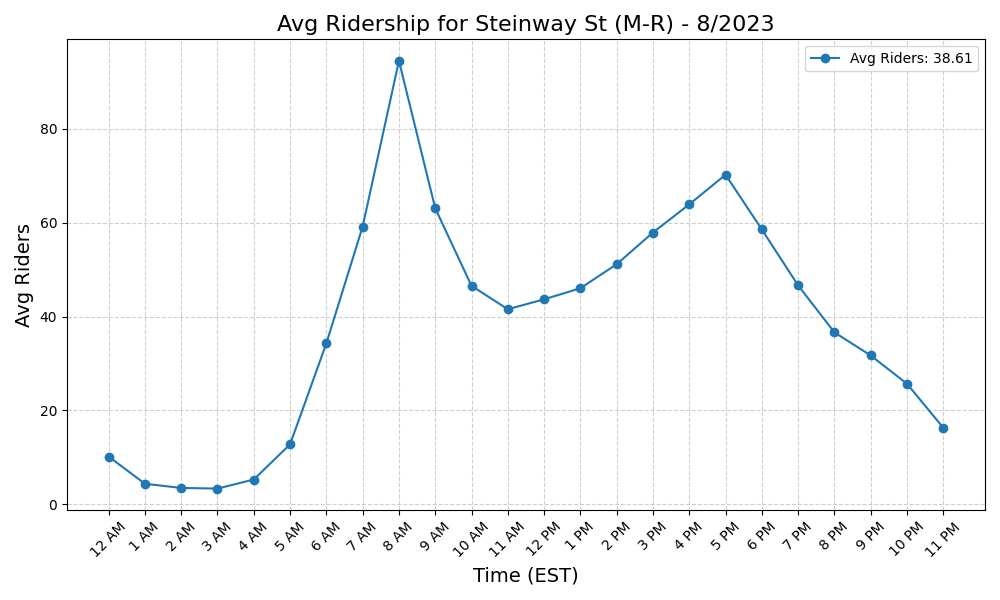 Avg Ridership for Steinway St (M-R) - 8/2023
Avg Riders: 38.61
Avg Riders
80
60
40
20
0
12 AM
1 AM
2 AM
3 AM
4 AM
5 AM
6 AM
7 AM
8 AM
9 AM
10 AM
11 AM
12 PM
1 PM
2 PM
3 PM
4 PM
5 PM
6 PM
7 PM
8 PM
9 PM
10 PM
11 PM
Time (EST)